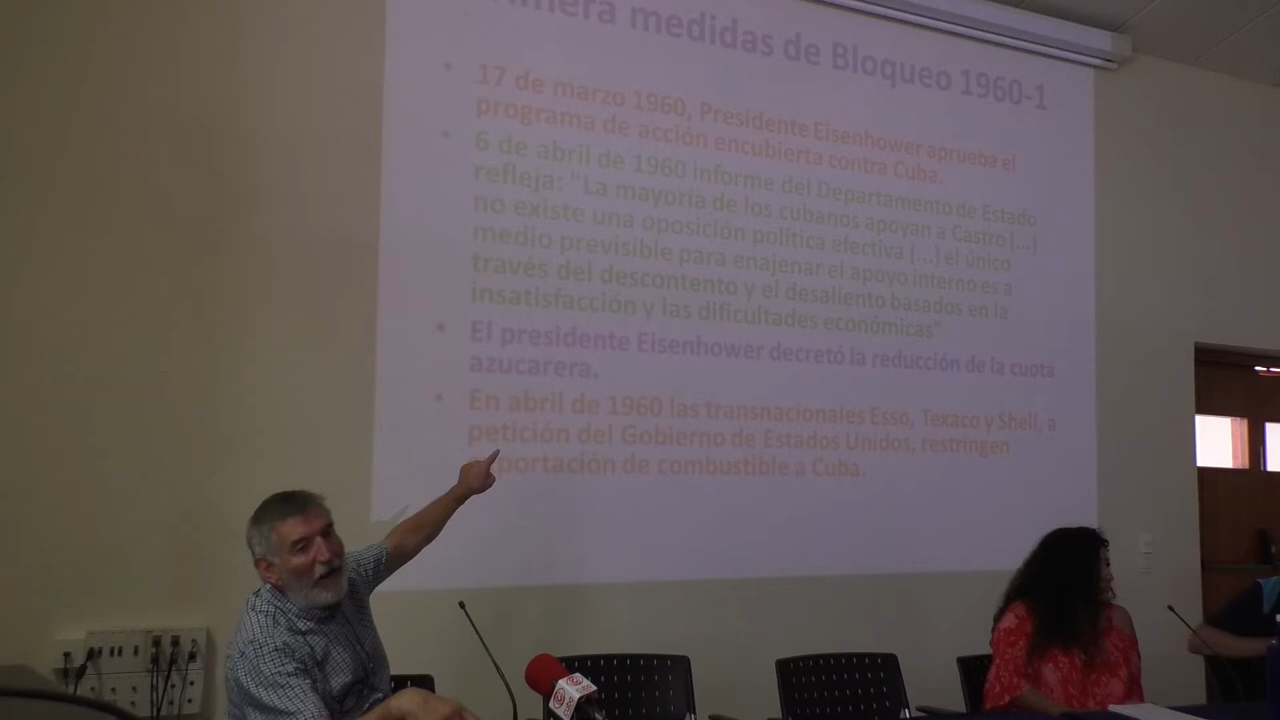 imera medidas de Bloqueo 1960-1
• 17 de marzo 1960, Presidente Eisenhower aprueba el
programa de acción encubierta contra Cuba.
• 6 de abril de 1960 informe del Departamento de Estado
refleja: "La mayoría de los cubanos apoyan a Castro (...)
no existe una oposición política efectiva (...) el único
medio previsible para enajenar el apoyo interno es a
través del descontento y el desaliento basados en la
insatisfacción y las dificultades económicas"
• El presidente Eisenhower decretó la reducción de la cuota
azucarera.
• En abril de 1960 las transnacionales Esso, Texaco y Shell, a
petición del Gobierno de Estados Unidos, restringen
portación de combustible a Cuba.